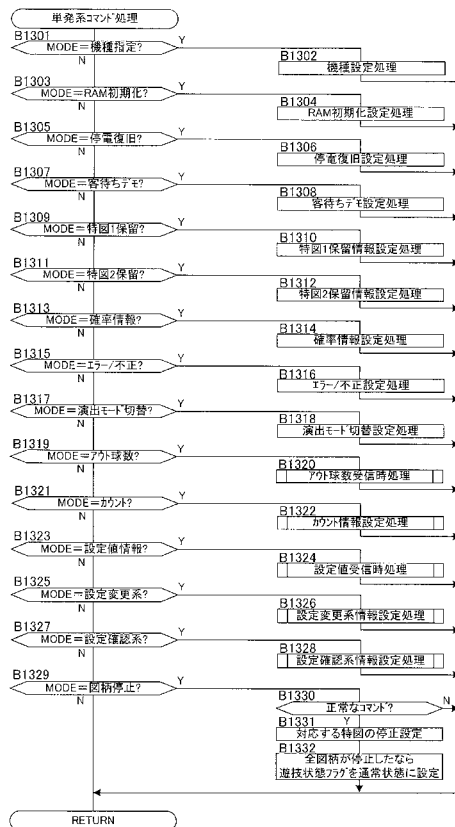 単発系コマンド処理
B1301
MODE=機種指定?
Y
N
B1302
機種設定処理
B1303
MODE=RAM初期化?
Y
N
B1304
RAM初期化設定処理
B1305
MODE=停電復旧?
Y
N
B1306
停電復旧設定処理
B1307
MODE=客待ちデモ?
Y
N
B1308
客待ちデモ設定処理
B1309
MODE=特図1保留?
Y
N
B1310
特図1保留情報設定処理
B1311
MODE=特図2保留?
Y
N
B1312
特図2保留情報設定処理
B1313
MODE=確率情報?
Y
N
B1314
確率情報設定処理
B1315
MODE=エラー/不正?
Y
N
B1316
エラー/不正設定処理
B1317
MODE=演出モード切替?
Y
N
B1318
演出モード切替設定処理
B1319
MODE=アウト球数?
Y
N
B1320
アウト球数受信時処理
B1321
MODE=カウント?
Y
N
B1322
カウント情報設定処理
B1323
MODE=設定値情報?
Y
N
B1324
設定値受信時処理
B1325
MODE=設定変更系?
Y
N
B1326
設定変更系情報設定処理
B1327
MODE=設定確認系?
Y
N
B1328
設定確認系情報設定処理
B1329
MODE=図柄停止?
Y
N
B1330
正常なコマンド?
N
Y
B1331
対応する特図の停止設定
B1332
全図柄が停止したなら
遊技状態フラグを通常状態に設定
RETURN